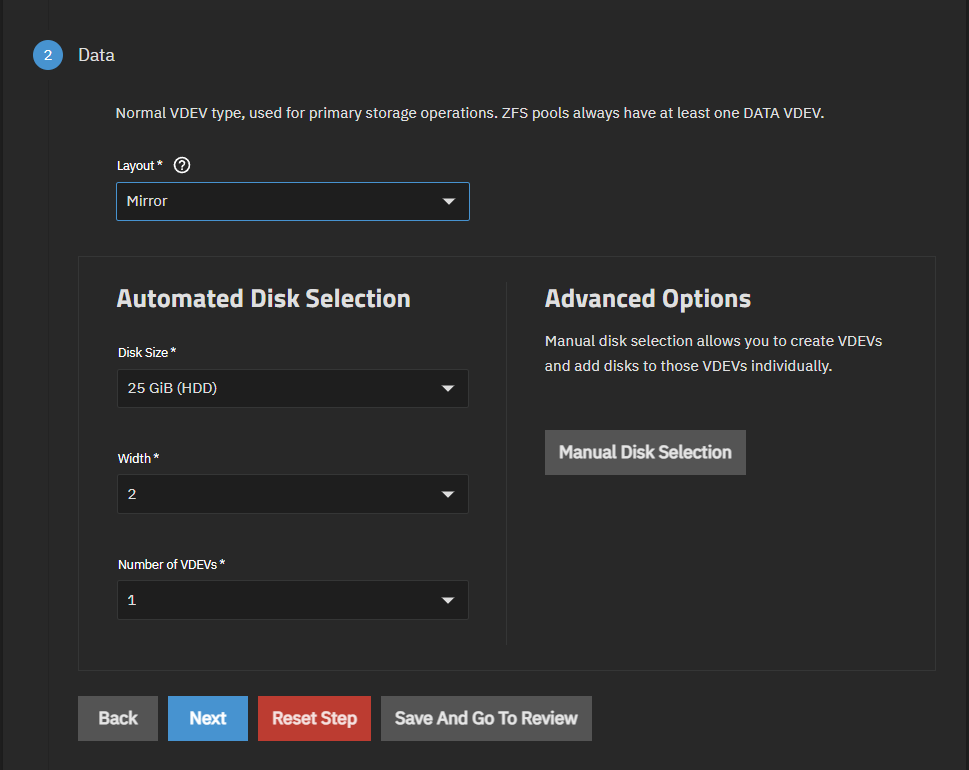 2 Data
Normal VDEV type, used for primary storage operations. ZFS pools always have at least one DATA VDEV.
Layout *
Mirror
Automated Disk Selection
Disk Size *
25 GiB (HDD)
Width *
2
Number of VDEVs *
1
Advanced Options
Manual disk selection allows you to create VDEVs
and add disks to those VDEVs individually.
Manual Disk Selection
Back Next Reset Step Save And Go To Review